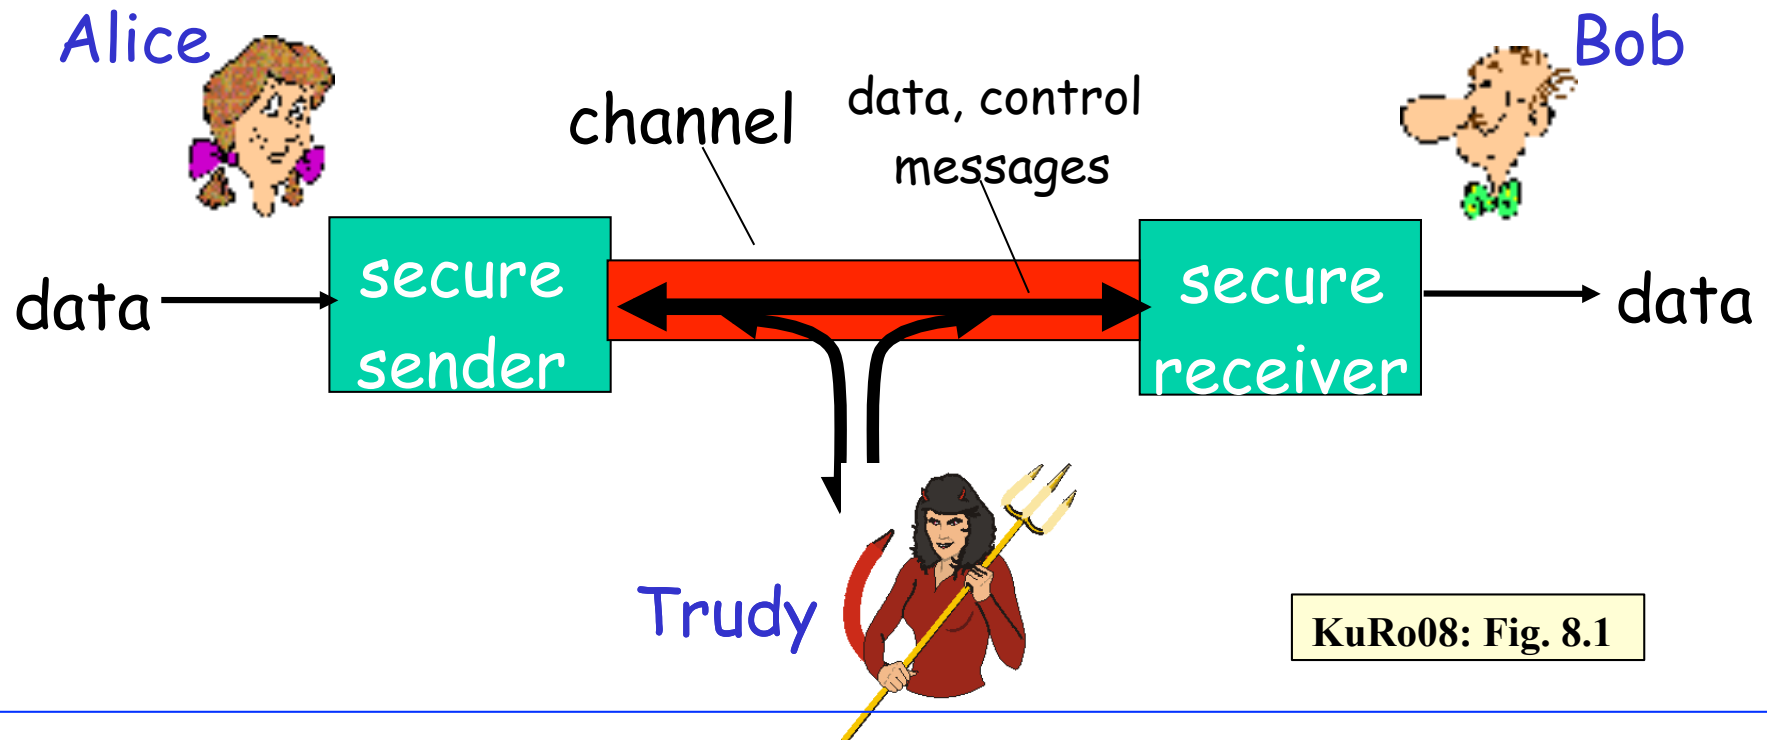 Alice
Bob
channel
data, control
messages
data
secure
sender
secure
receiver
data
Trudy
KuRo08: Fig. 8.1